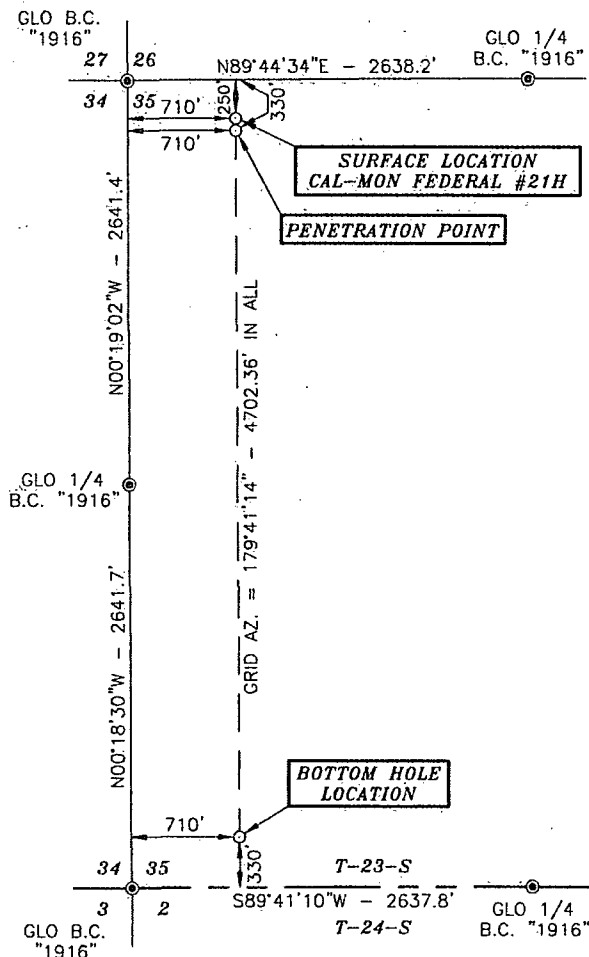 GLO B.C.
"1916"
27 26
34 35
N89°44'34"E - 2638.2'
GLO 1/4
B.C. "1916"
710'
710'
250'
330'
SURFACE LOCATION
CAL-MON FEDERAL #21H
PENETRATION POINT
N00°19'02"W - 2641.4'
GRID AZ. = 179°41'14" - 4702.36' IN ALL
GLO 1/4
B.C. "1916"
N00°18'30"W - 2641.7'
BOTTOM HOLE
LOCATION
710'
330'
34 35
3 2
T-23-S
S89°41'10"W - 2637.8'
T-24-S
GLO B.C.
"1916"
GLO 1/4
B.C. "1916"